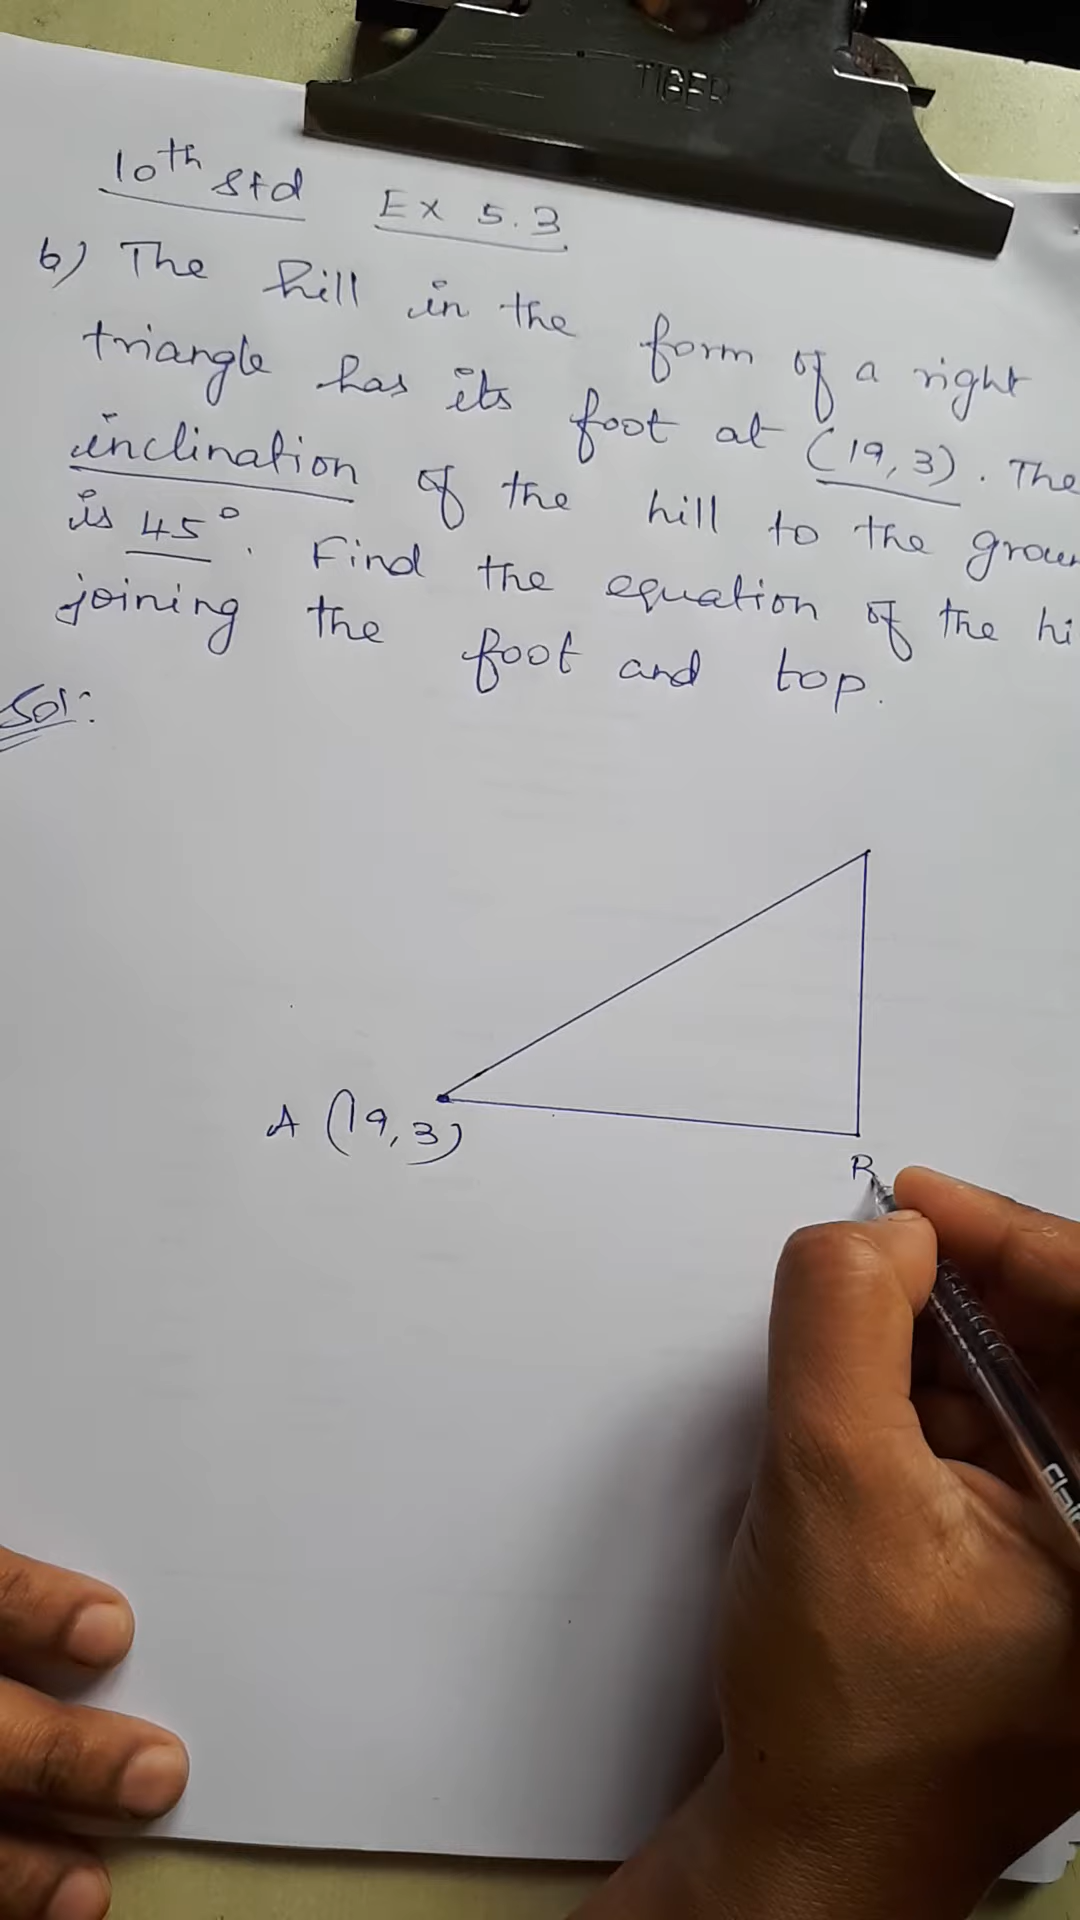 TIGER
10th std Ex 5.3
6) The hill in the form of a right
triangle has its foot at (19,3). The
inclination of the hill to the groun
is 45°. Find the equation of the hi
joining the foot and top.
Sol:
A (19,3)
B
Flair